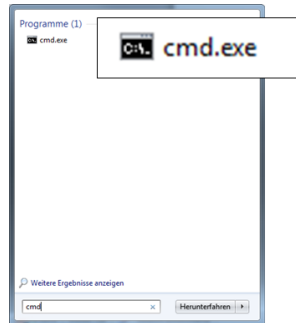 Programme (1)
cmd.exe
C:\.
cmd.exe
Weitere Ergebnisse anzeigen
cmd
Herunterfahren